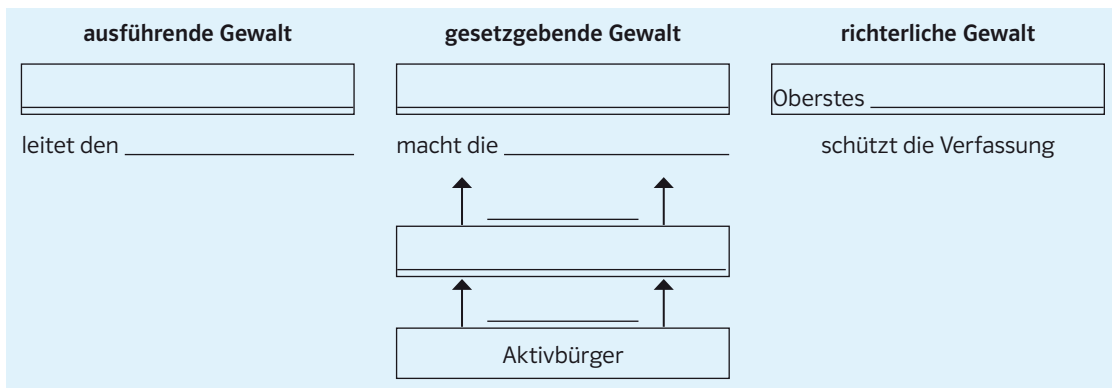 ausführende Gewalt
gesetzgebende Gewalt
richterliche Gewalt
Oberstes
leitet den
macht die
schützt die Verfassung
Aktivbürger